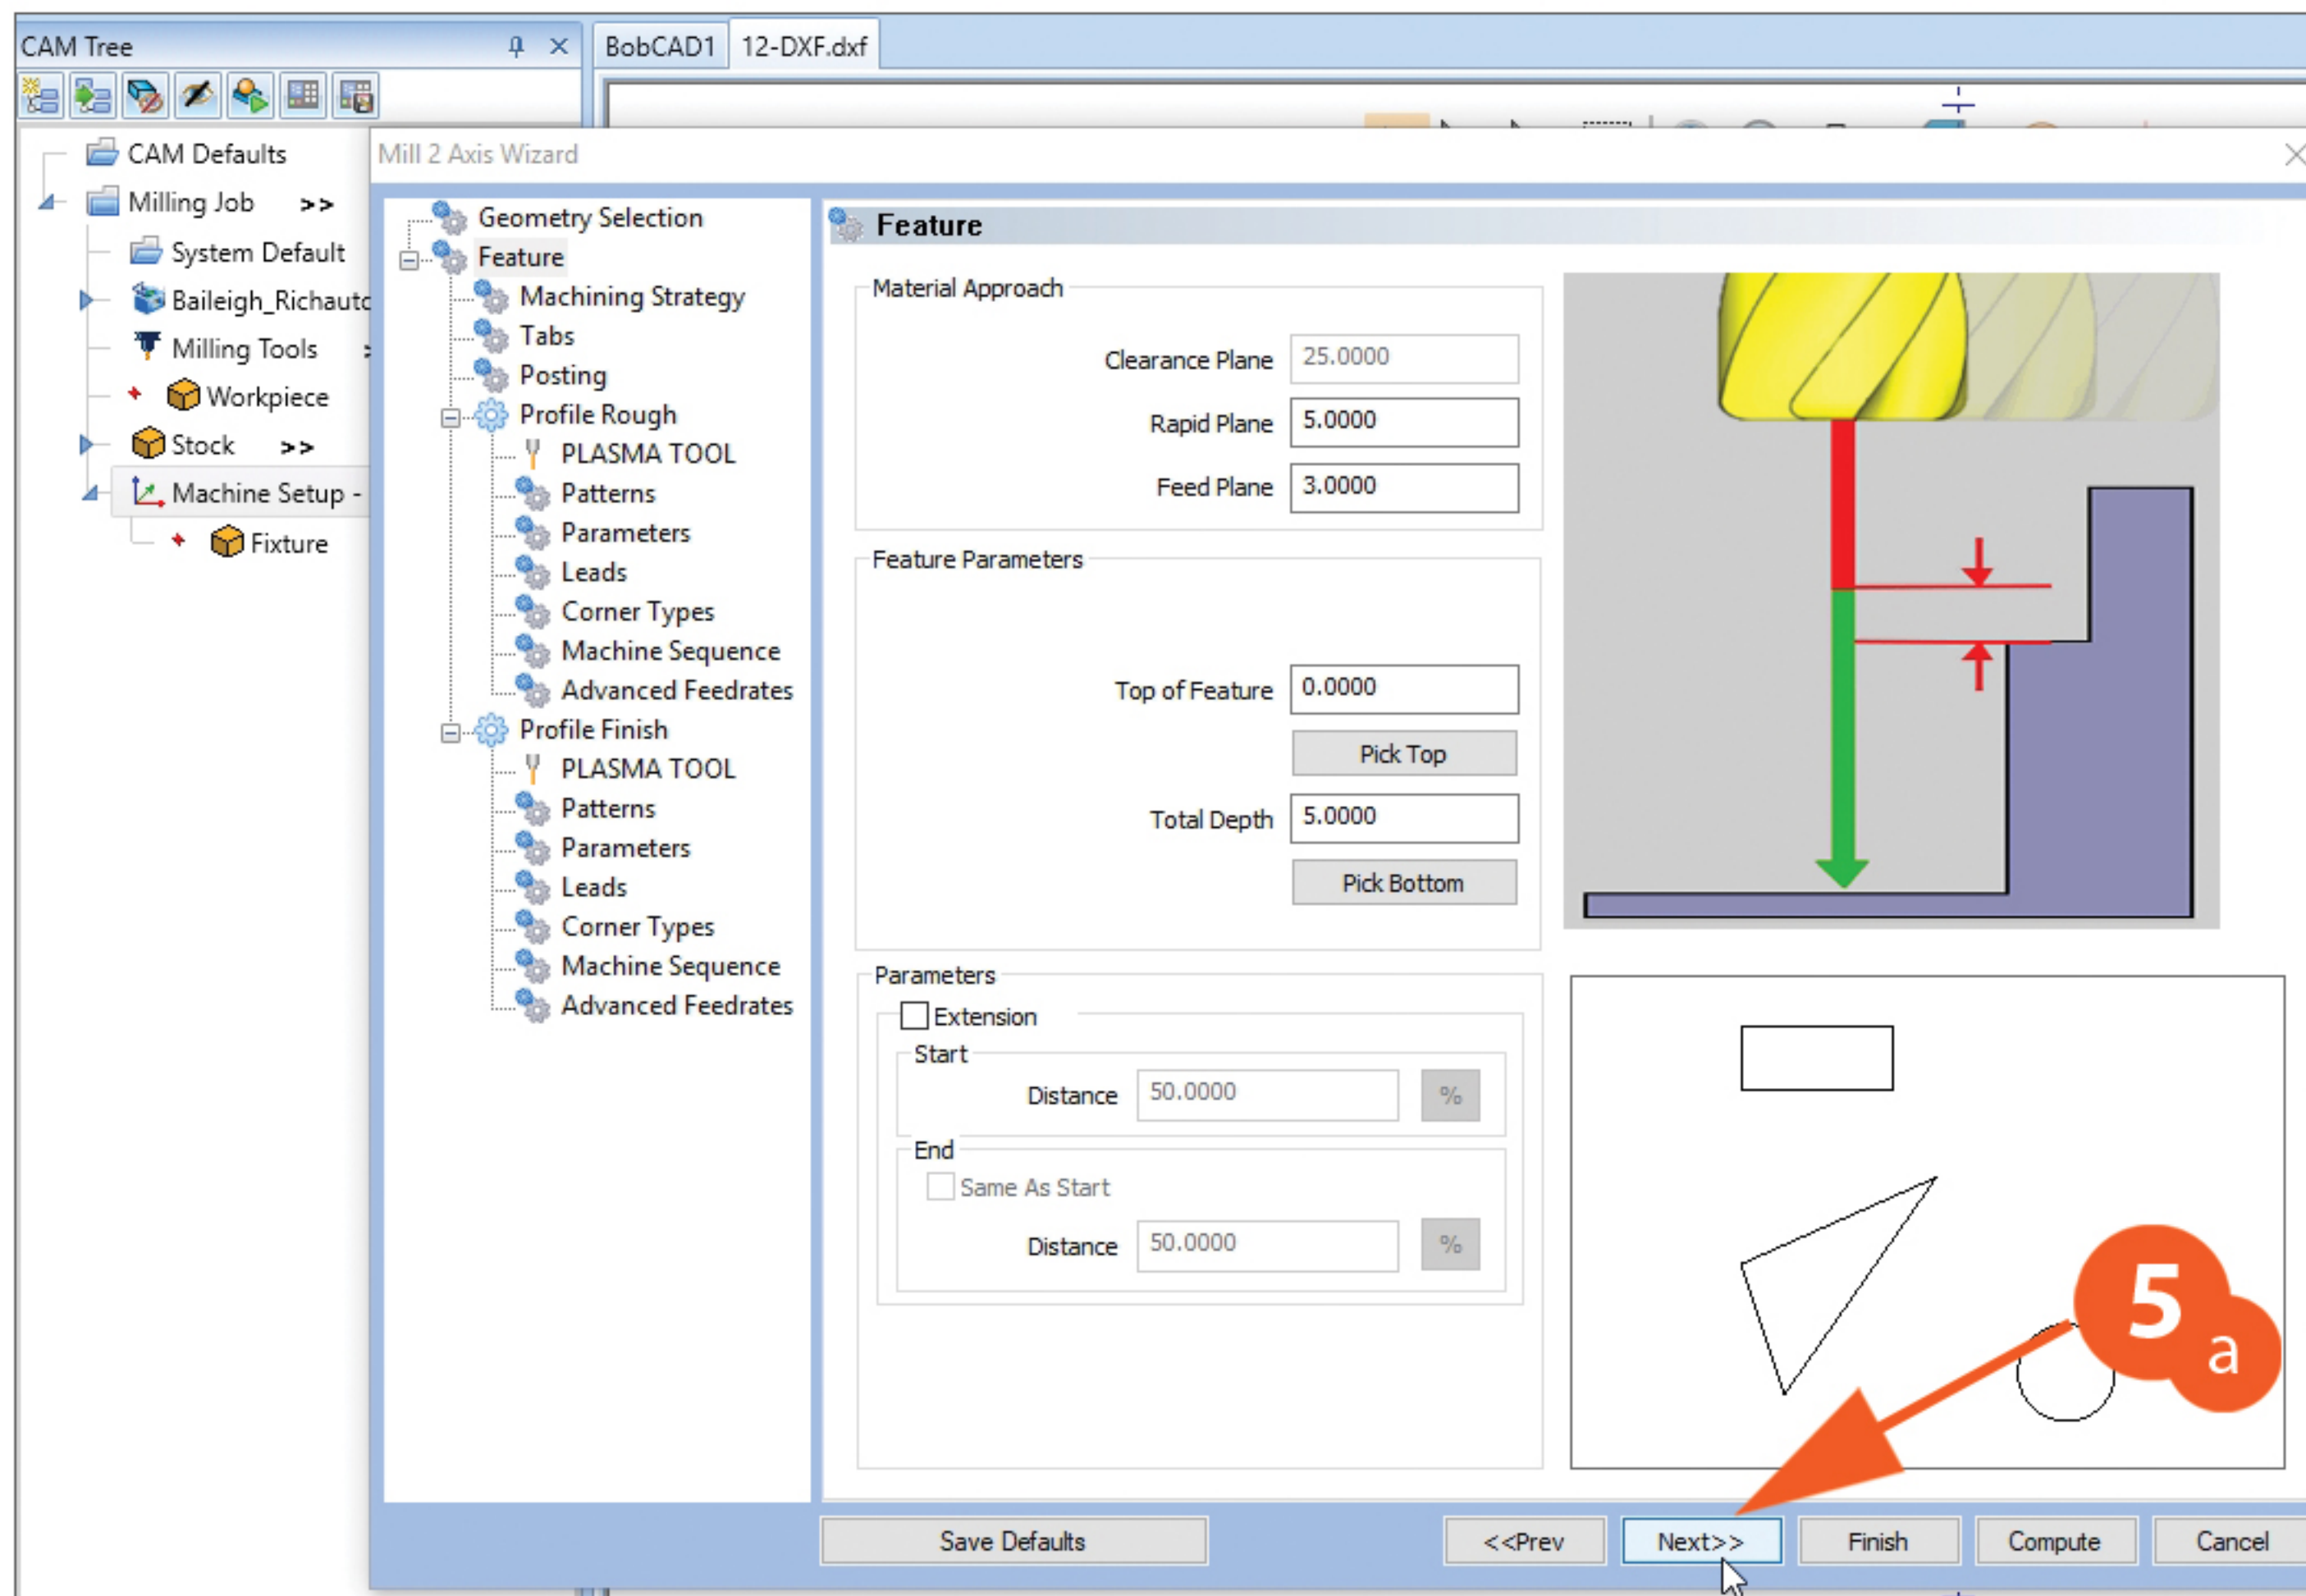 CAM Tree
BobCAD1
12-DXF.dxf
CAM Defaults
Milling Job >>
System Default
Baileigh_Richauto
Milling Tools
Workpiece
Stock >>
Machine Setup -
Fixture
Mill 2 Axis Wizard
Geometry Selection
Feature
Machining Strategy
Tabs
Posting
Profile Rough
PLASMA TOOL
Patterns
Parameters
Leads
Corner Types
Machine Sequence
Advanced Feedrates
Profile Finish
PLASMA TOOL
Patterns
Parameters
Leads
Corner Types
Machine Sequence
Advanced Feedrates
Feature
Material Approach
Clearance Plane 25.0000
Rapid Plane 5.0000
Feed Plane 3.0000
Feature Parameters
Top of Feature 0.0000
Pick Top
Total Depth 5.0000
Pick Bottom
Parameters
Extension
Start
Distance 50.0000 %
End
Same As Start
Distance 50.0000 %
5
a
Save Defaults
<<Prev
Next>>
Finish
Compute
Cancel